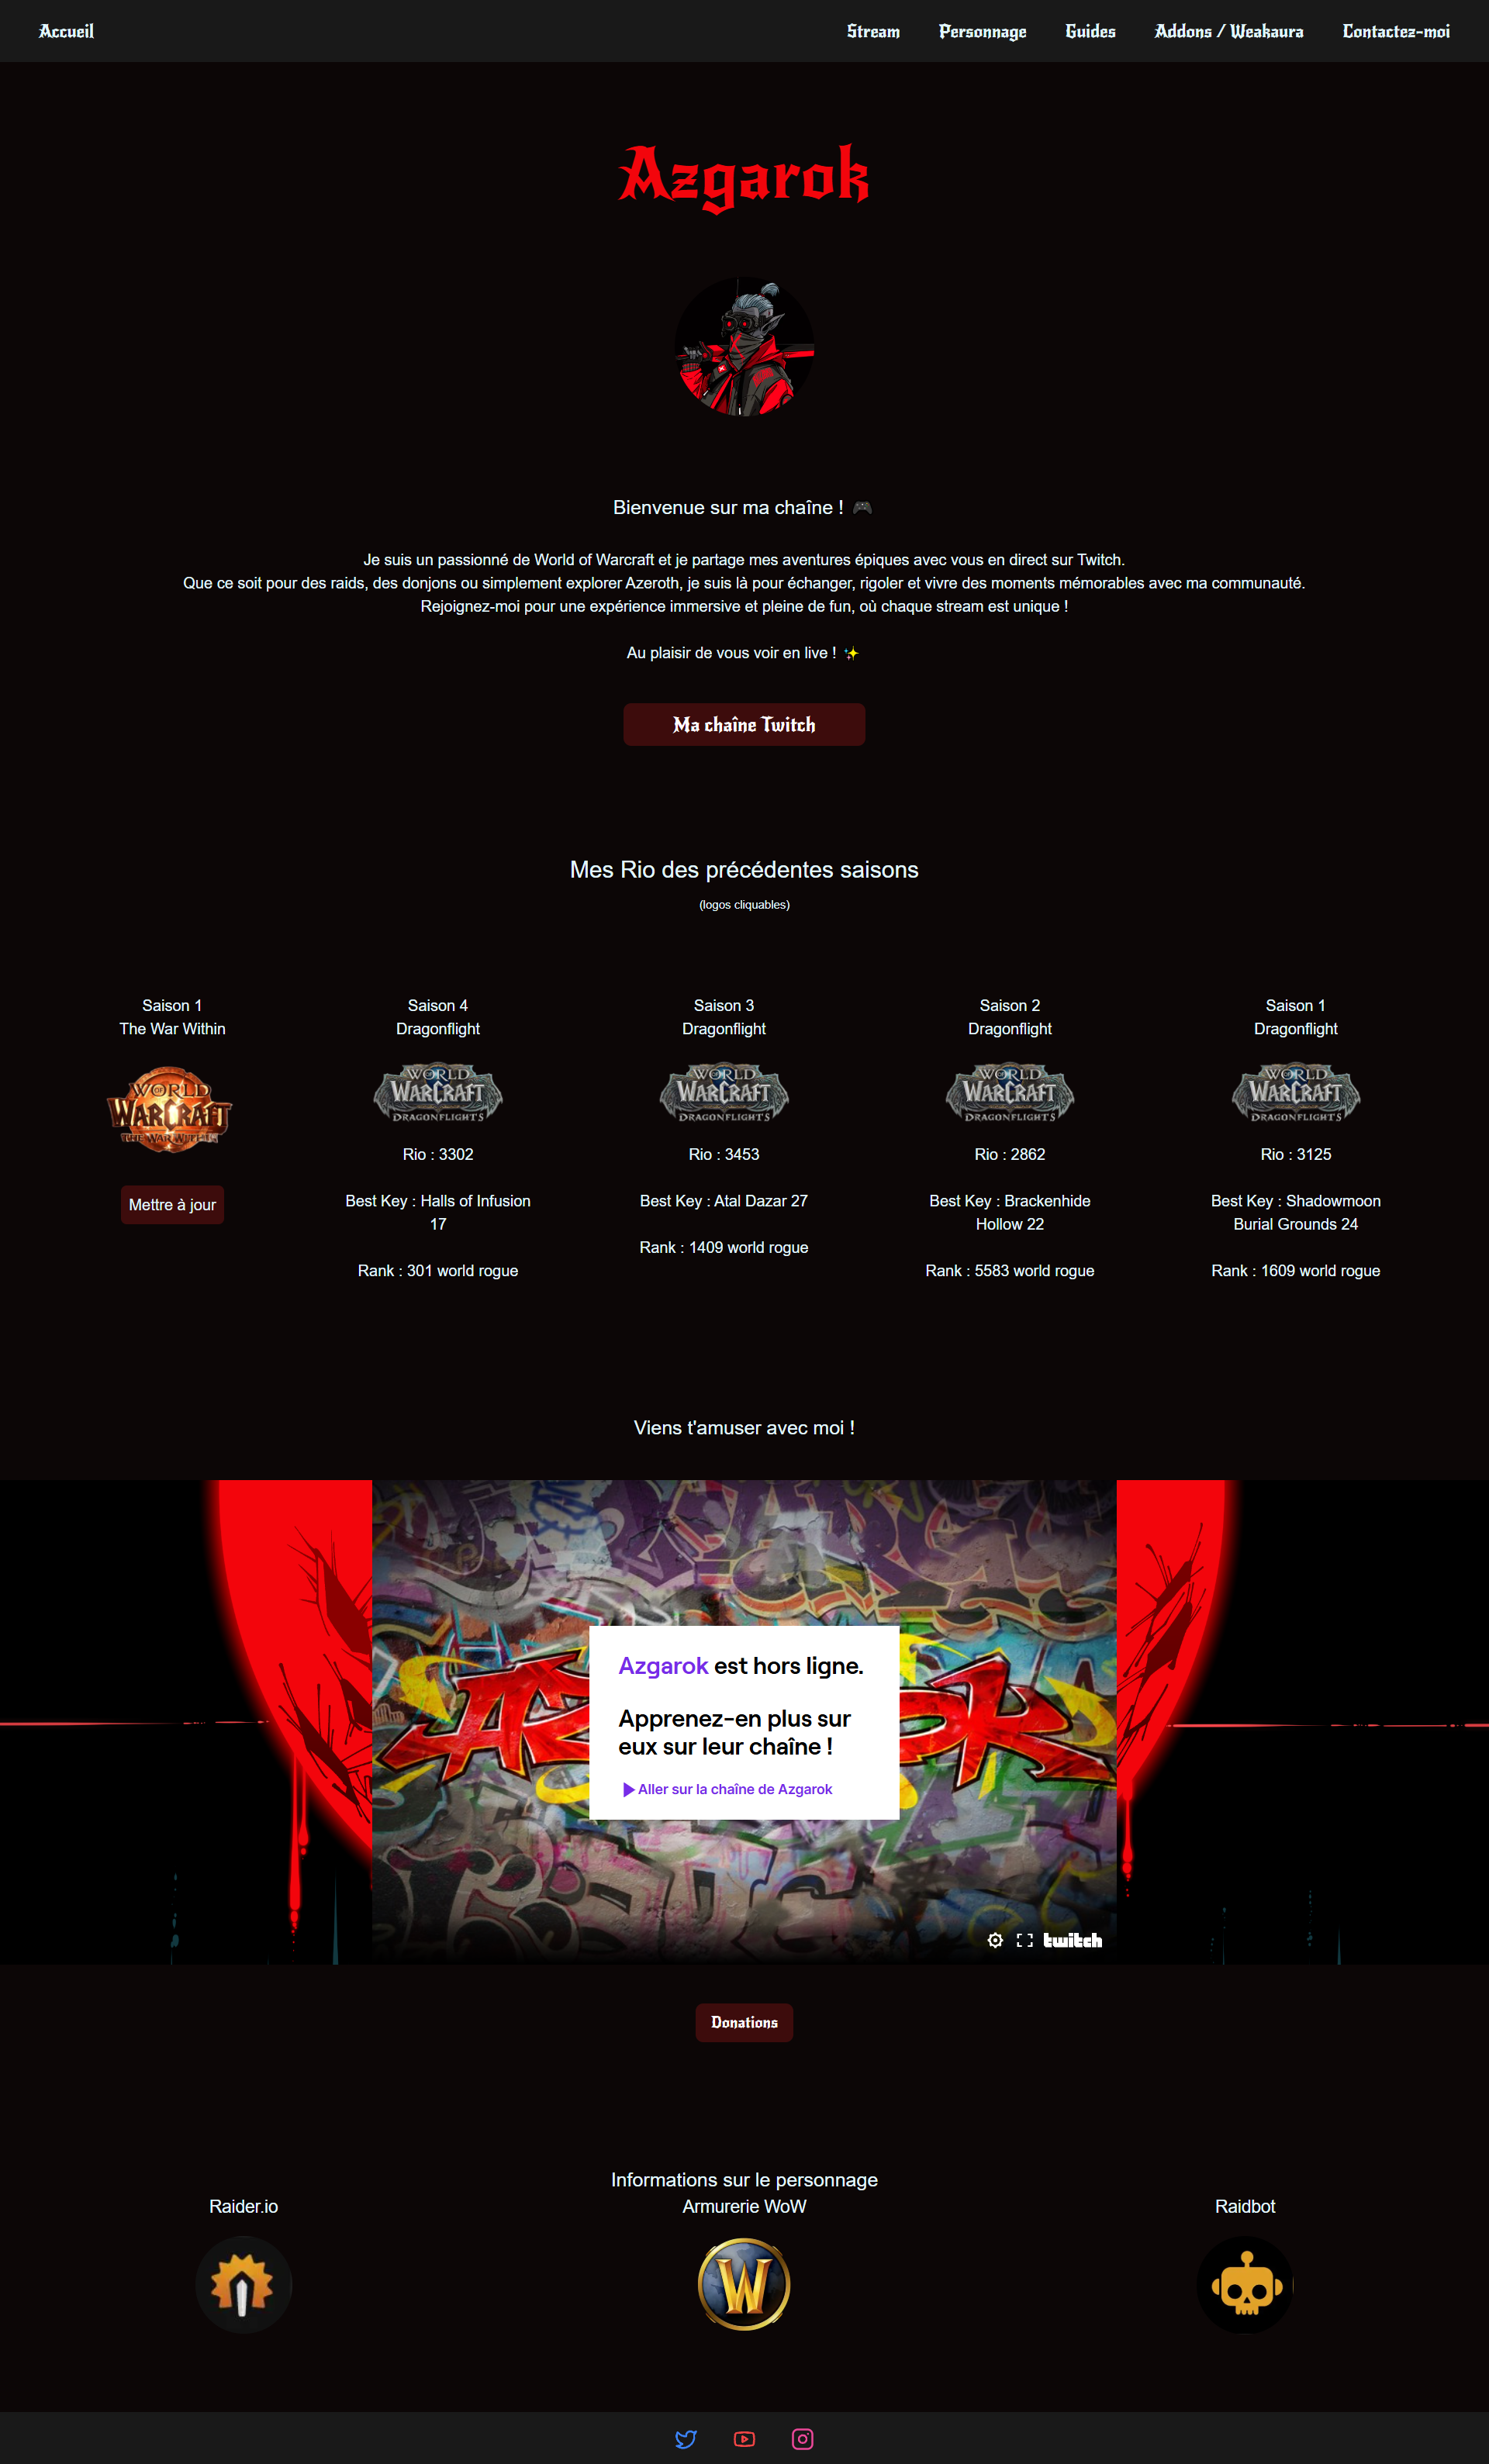 Accueil
Stream
Personnage
Guides
Addons / Weakaura
Contactez-moi
Azgarok
Bienvenue sur ma chaîne ! 🎮
Je suis un passionné de World of Warcraft et je partage mes aventures épiques avec vous en direct sur Twitch.
Que ce soit pour des raids, des donjons ou simplement explorer Azeroth, je suis là pour échanger, rigoler et vivre des moments mémorables avec ma communauté.
Rejoignez-moi pour une expérience immersive et pleine de fun, où chaque stream est unique !
Au plaisir de vous voir en live ! ✨
Ma chaîne Twitch
Mes Rio des précédentes saisons
(logos cliquables)
Saison 1
The War Within
WORLD
OF
WARCRAFT
THE WAR WITHIN
Mettre à jour
Saison 4
Dragonflight
WORLD
OF
WARCRAFT
DRAGONFLIGHTS
Rio : 3302
Best Key : Halls of Infusion
17
Rank : 301 world rogue
Saison 3
Dragonflight
WORLD
OF
WARCRAFT
DRAGONFLIGHTS
Rio : 3453
Best Key : Atal Dazar 27
Rank : 1409 world rogue
Saison 2
Dragonflight
WORLD
OF
WARCRAFT
DRAGONFLIGHTS
Rio : 2862
Best Key : Brackenhide
Hollow 22
Rank : 5583 world rogue
Saison 1
Dragonflight
WORLD
OF
WARCRAFT
DRAGONFLIGHTS
Rio : 3125
Best Key : Shadowmoon
Burial Grounds 24
Rank : 1609 world rogue
Viens t'amuser avec moi !
Azgarok est hors ligne.
Apprenez-en plus sur
eux sur leur chaîne !
Aller sur la chaîne de Azgarok
twitch
Donations
Informations sur le personnage
Raider.io
Armurerie WoW
Raidbot
W